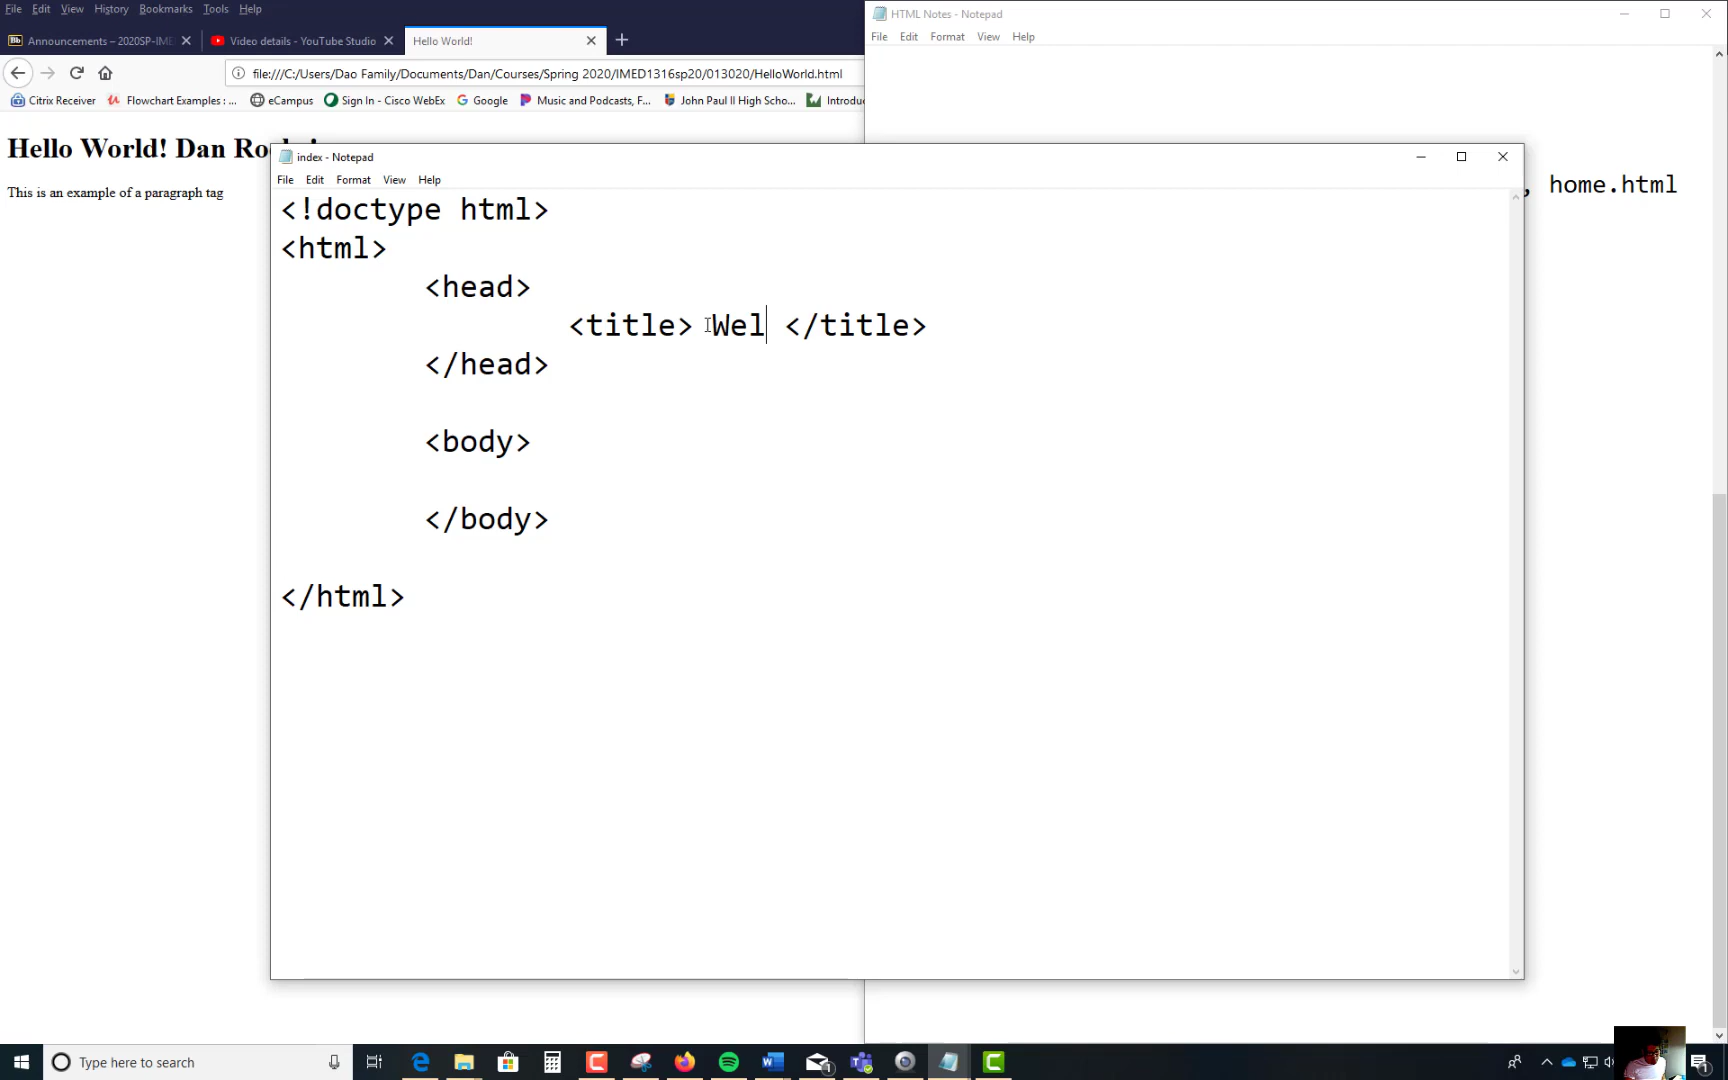 File Edit View History Bookmarks Tools Help
Announcements – 2020SP-IME
Video details - YouTube Studio
Hello World!
file:///C:/Users/Dao Family/Documents/Dan/Courses/Spring 2020/IMED1316sp20/013020/HelloWorld.html
Citrix Receiver Flowchart Examples : ... eCampus Sign In - Cisco WebEx Google Music and Podcasts, F... John Paul II High Scho... Introduc
Hello World! Dan
This is an example of a paragraph tag
HTML Notes - Notepad
File Edit Format View Help
, home.html
index - Notepad
File Edit Format View Help
<!doctype html>
<html>
<head>
<title> Wel </title>
</head>
<body>
</body>
</html>
Type here to search